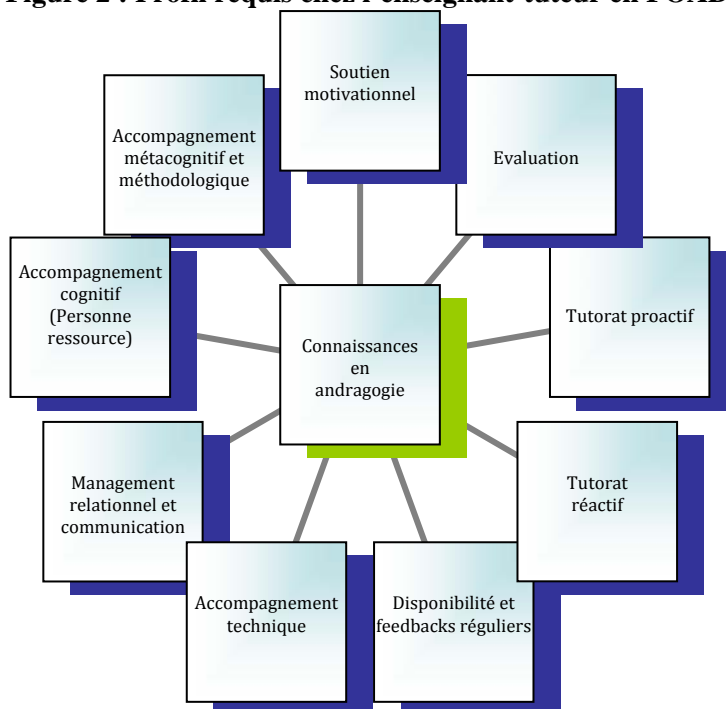 Figure 2 : Profil requis chez l'enseignant-tuteur en FOAD
Soutien
motivationnel
Evaluation
Tutorat proactif
Tutorat
réactif
Disponibilité et
feedbacks réguliers
Accompagnement
technique
Management
relationnel et
communication
Accompagnement
cognitif
(Personne
ressource)
Accompagnement
métacognitif et
méthodologique
Connaissances
en
andragogie